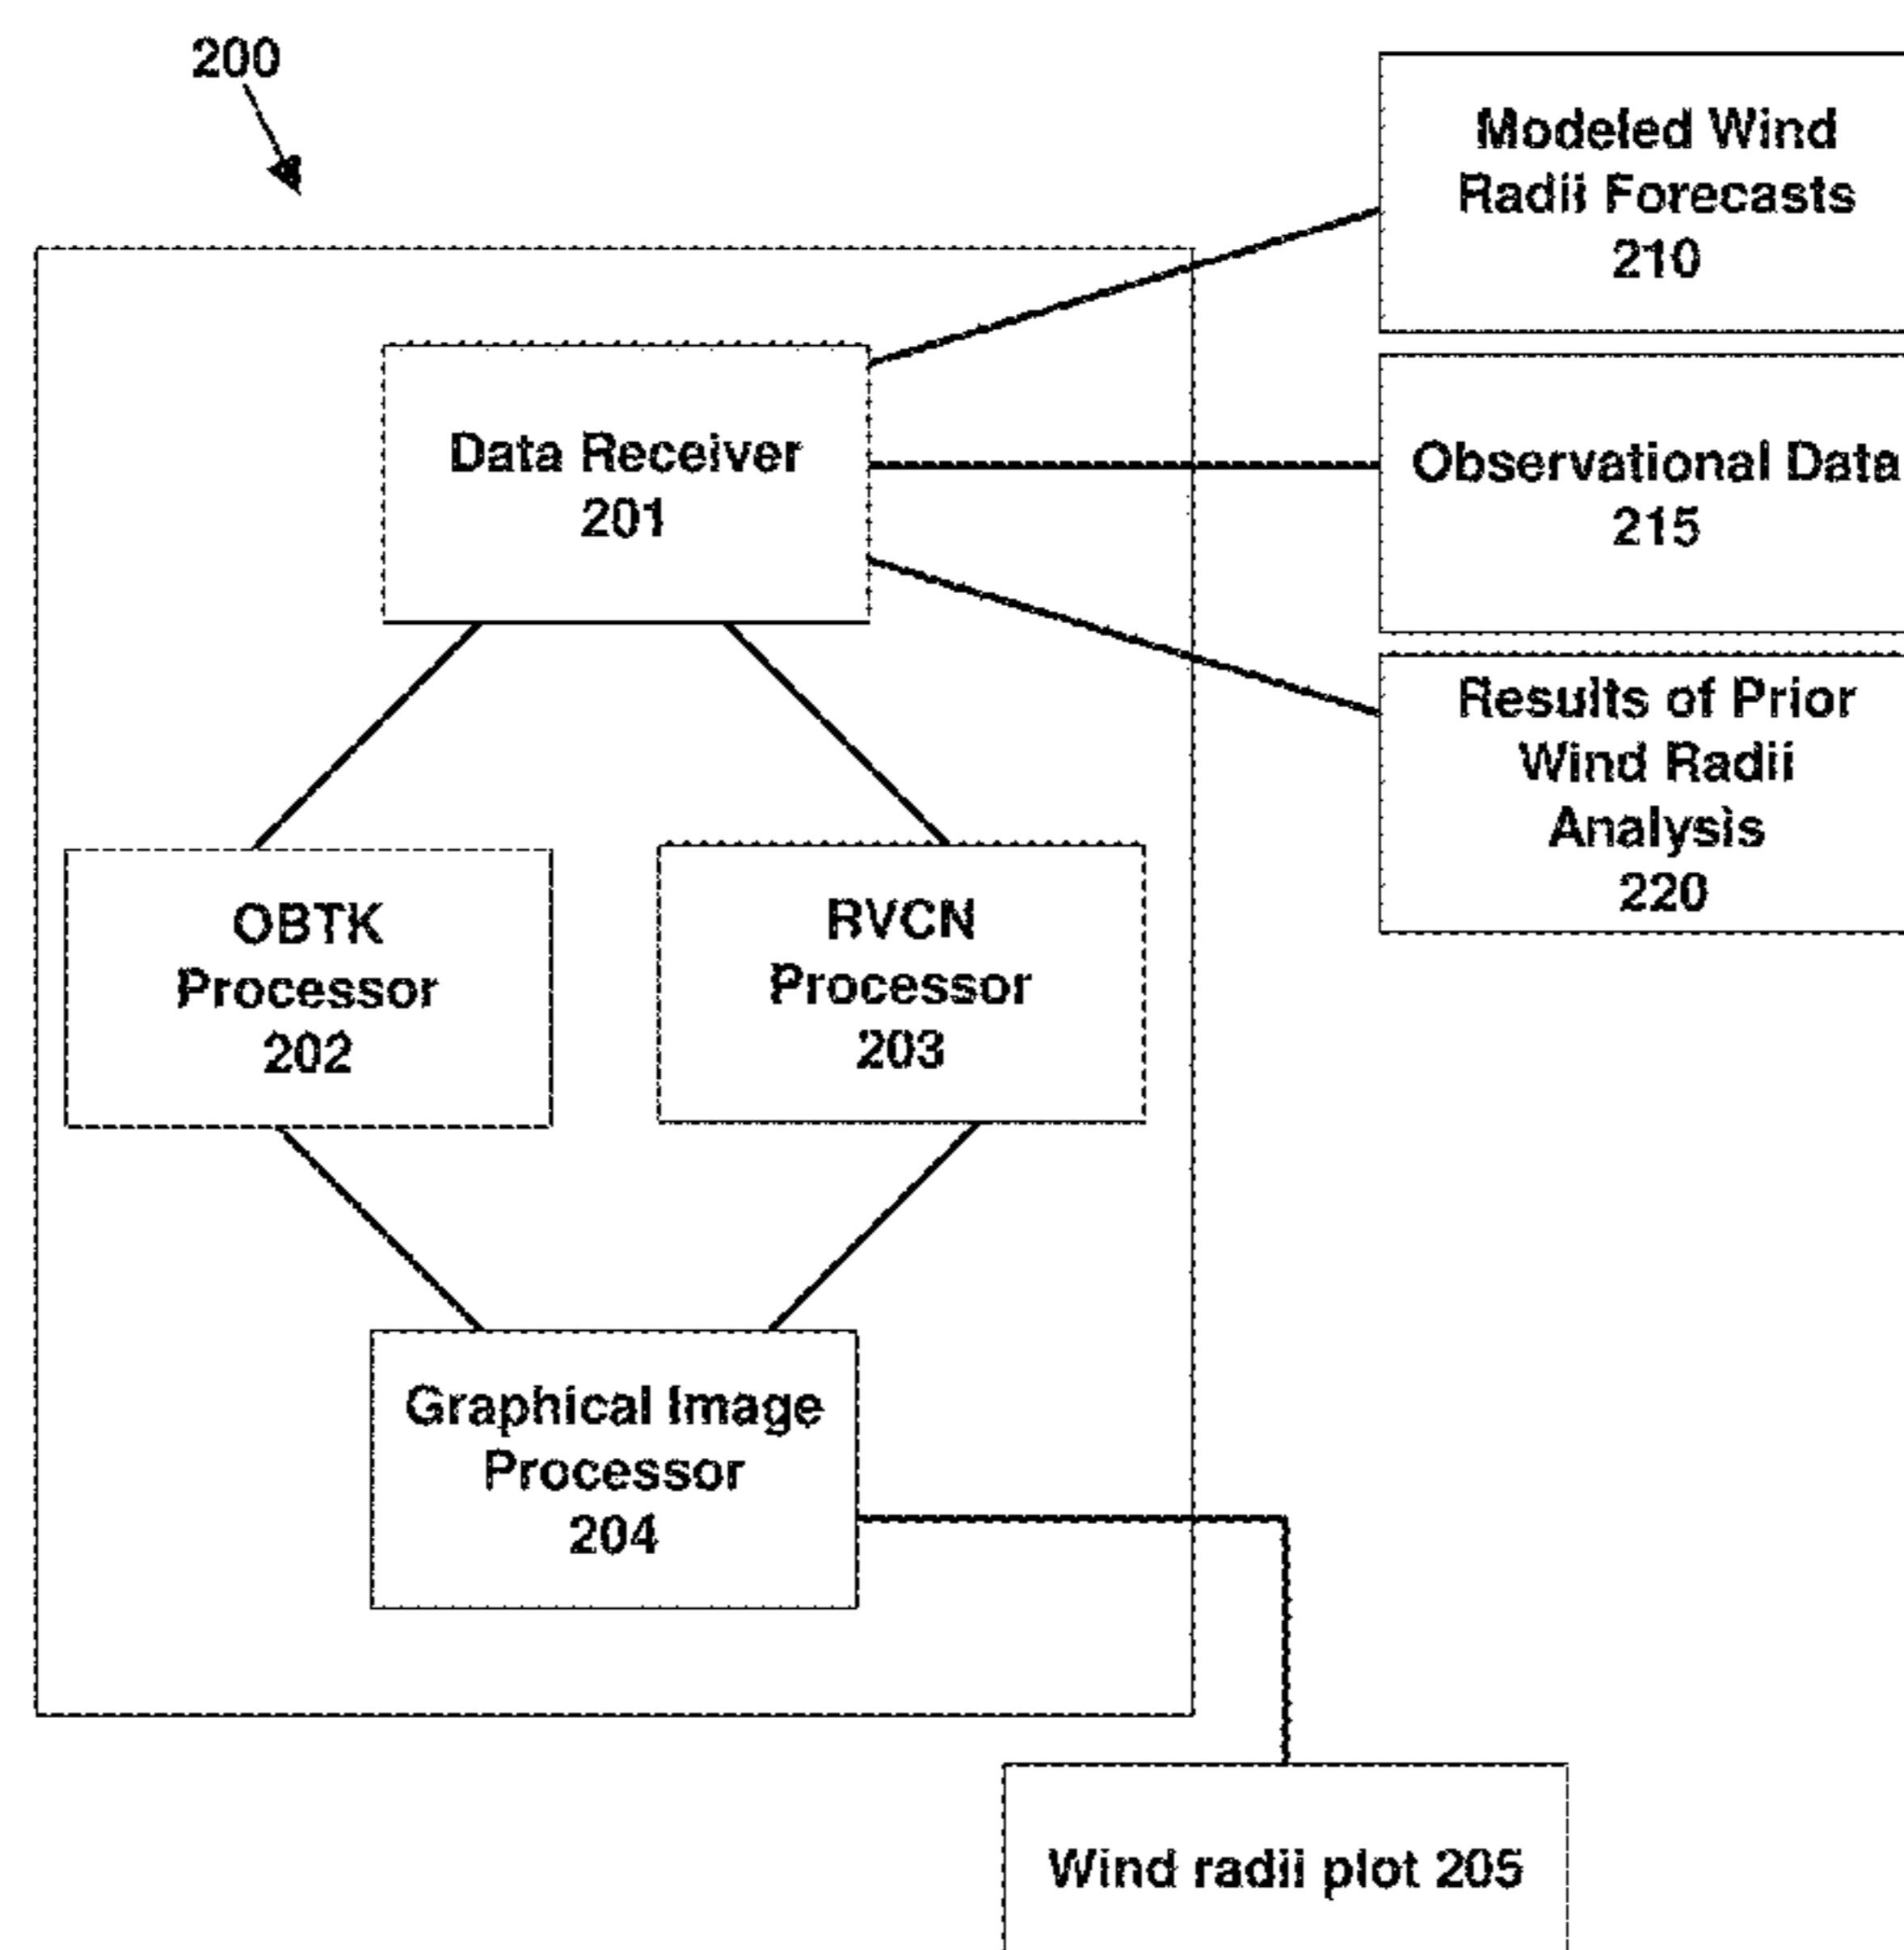 200
Modeled Wind
Radii Forecasts
210
Data Receiver
201
Observational Data
215
Results of Prior
Wind Radii
Analysis
220
OBTK
Processor
202
RVCN
Processor
203
Graphical Image
Processor
204
Wind radii plot 205